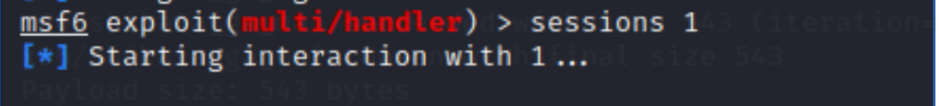 msf6 exploit(multi/handler) > sessions 1
[*] Starting interaction with 1...
Payload size: 543 bytes